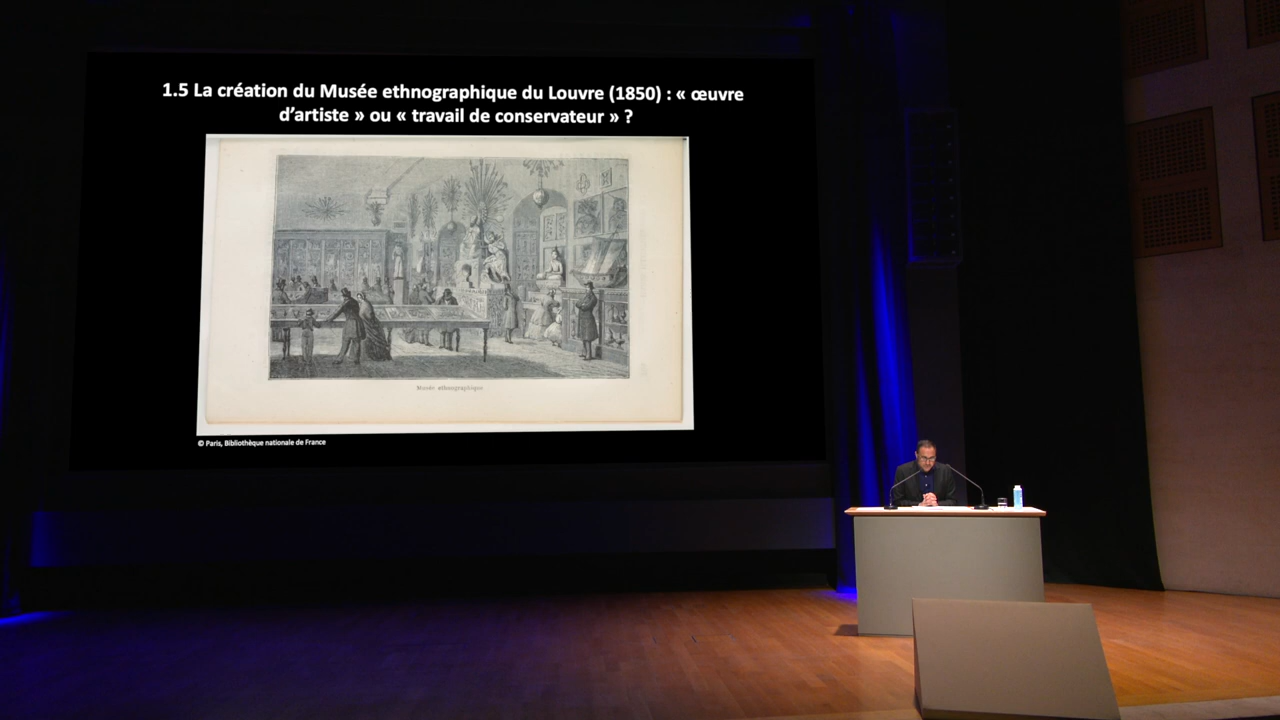 1.5 La création du Musée ethnographique du Louvre (1850) : « œuvre
d’artiste » ou « travail de conservateur » ?
Musée ethnographique
© Paris, Bibliothèque nationale de France